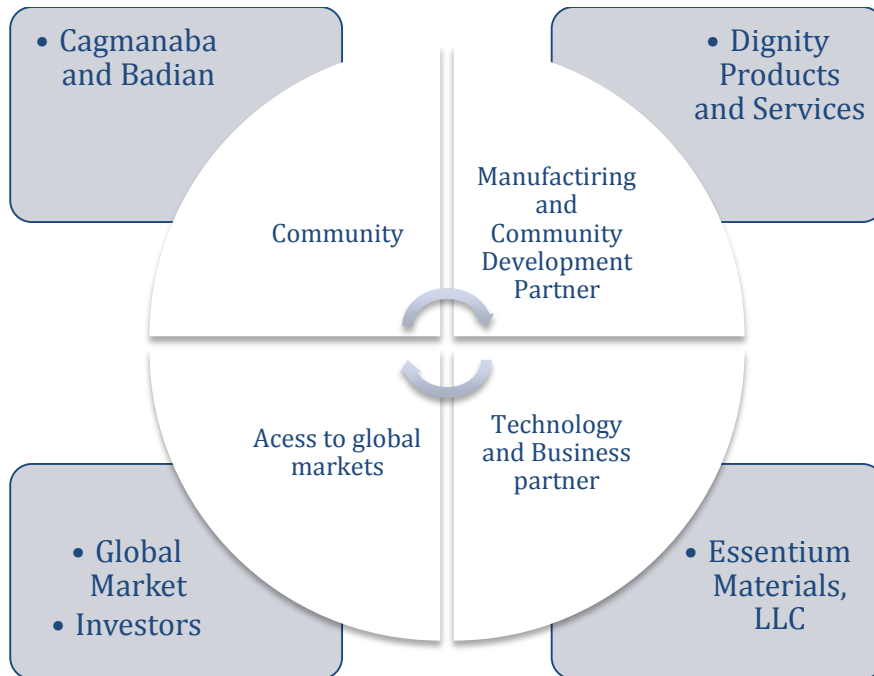 • Cagmanaba
and Badian
• Dignity
Products
and Services
Community
Manufactiring
and
Community
Development
Partner
Acess to global
markets
Technology
and Business
partner
• Global
Market
• Investors
• Essentium
Materials,
LLC